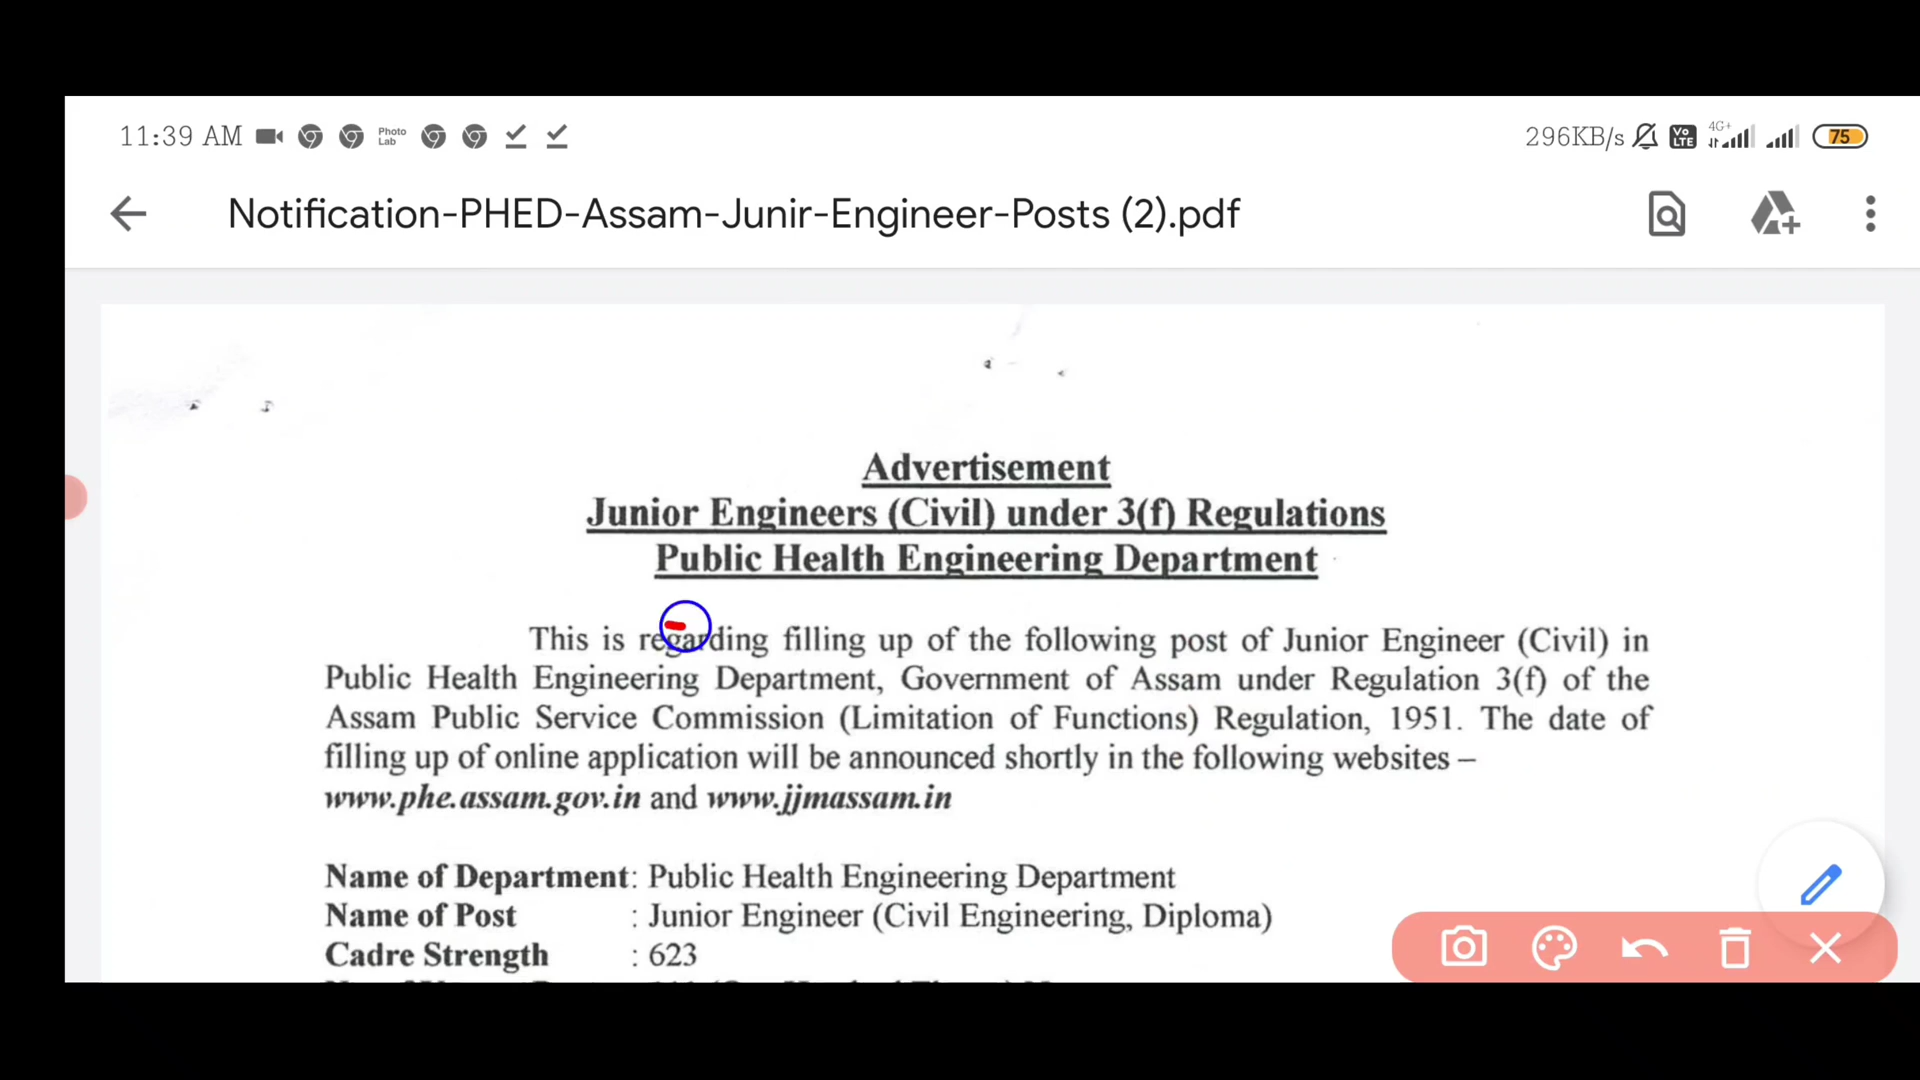 11:39 AM Photo Lab 296KB/s Vo LTE 4G+ 75
Notification-PHED-Assam-Junir-Engineer-Posts (2).pdf
Advertisement
Junior Engineers (Civil) under 3(f) Regulations
Public Health Engineering Department
This is regarding filling up of the following post of Junior Engineer (Civil) in
Public Health Engineering Department, Government of Assam under Regulation 3(f) of the
Assam Public Service Commission (Limitation of Functions) Regulation, 1951. The date of
filling up of online application will be announced shortly in the following websites –
www.phe.assam.gov.in and www.jjmassam.in
Name of Department: Public Health Engineering Department
Name of Post : Junior Engineer (Civil Engineering, Diploma)
Cadre Strength : 623